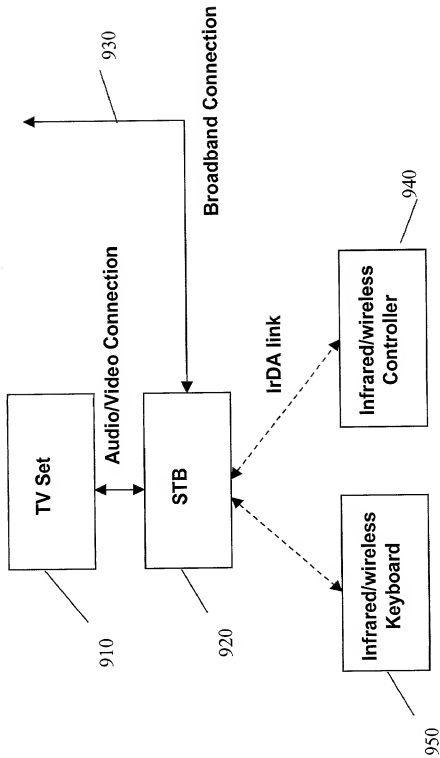 930
Broadband Connection
Audio/Video Connection
TV Set
910
STB
920
IrDA link
940
Infrared/wireless
Controller
Infrared/wireless
Keyboard
950